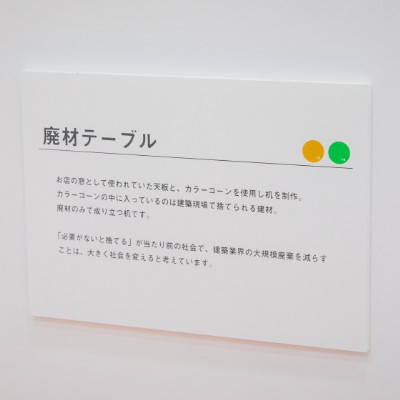 廃材テーブル
お店の窓として使われていた天板と、カラーコーンを使用し机を制作。
カラーコーンの中に入っているのは建築現場で捨てられる建材。
廃材のみで成り立つ机です。
「必要がないと捨てる」が当たり前の社会で、建築業界の大規模廃棄を減らす
ことは、大きく社会を変えると考えています。